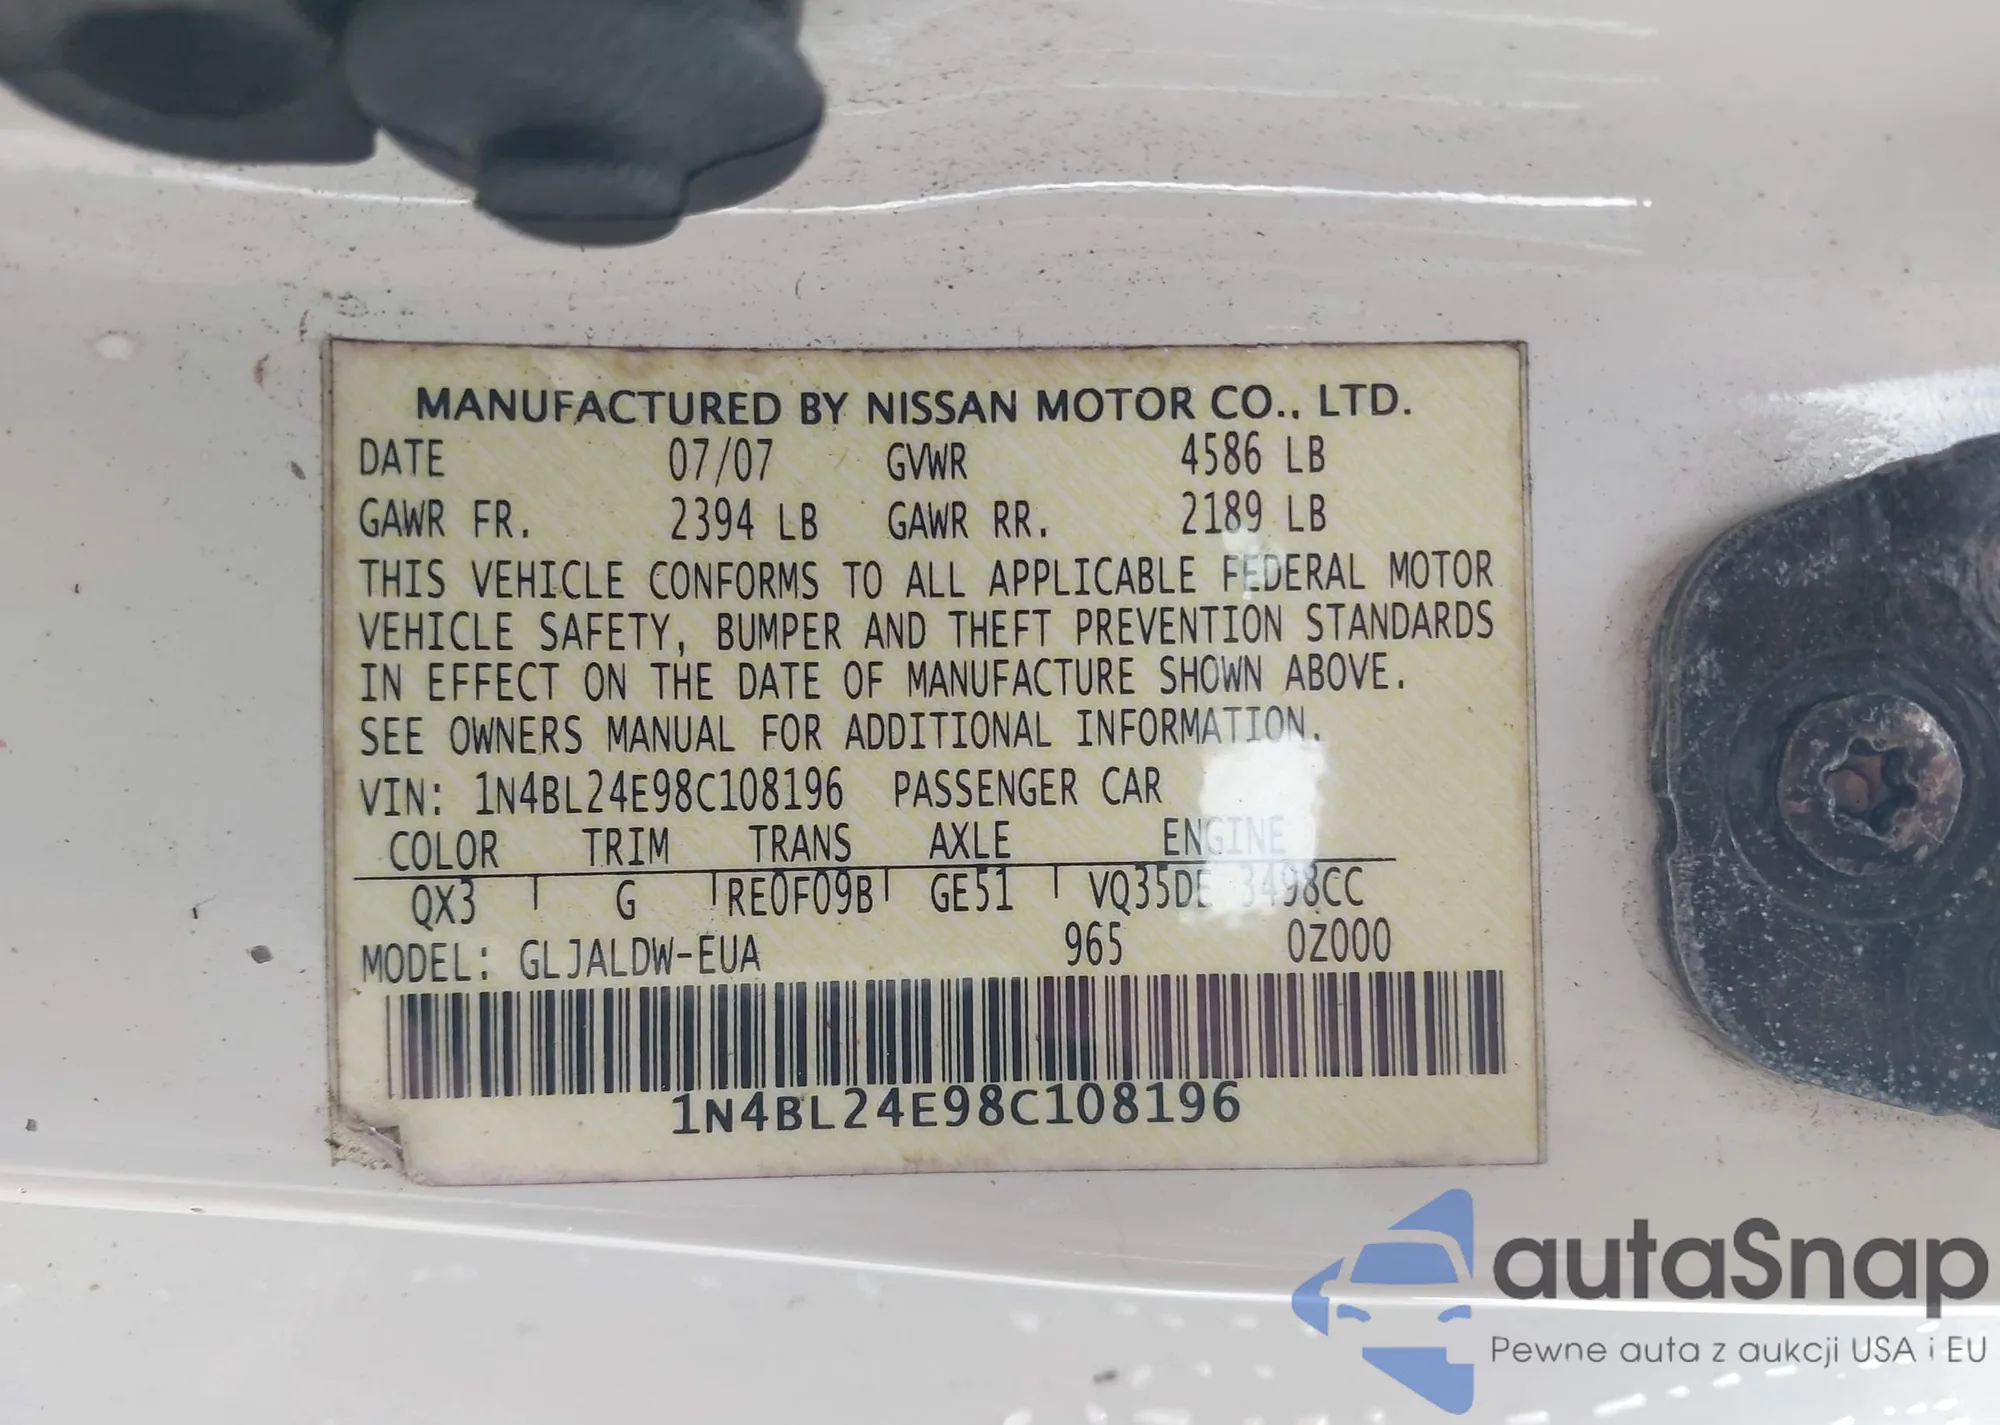 MANUFACTURED BY NISSAN MOTOR CO., LTD.
DATE 07/07 GVWR 4586 LB
GAWR FR. 2394 LB GAWR RR. 2189 LB
THIS VEHICLE CONFORMS TO ALL APPLICABLE FEDERAL MOTOR
VEHICLE SAFETY, BUMPER AND THEFT PREVENTION STANDARDS
IN EFFECT ON THE DATE OF MANUFACTURE SHOWN ABOVE.
SEE OWNERS MANUAL FOR ADDITIONAL INFORMATION.
VIN: 1N4BL24E98C108196 PASSENGER CAR
COLOR TRIM TRANS AXLE ENGINE
QX3 G RE0F09B GE51 VQ35DE 3498CC
MODEL: GLJALDW-EUA 965 0Z000
1N4BL24E98C108196
autaSnap
Pewne auta z aukcji USA i EU